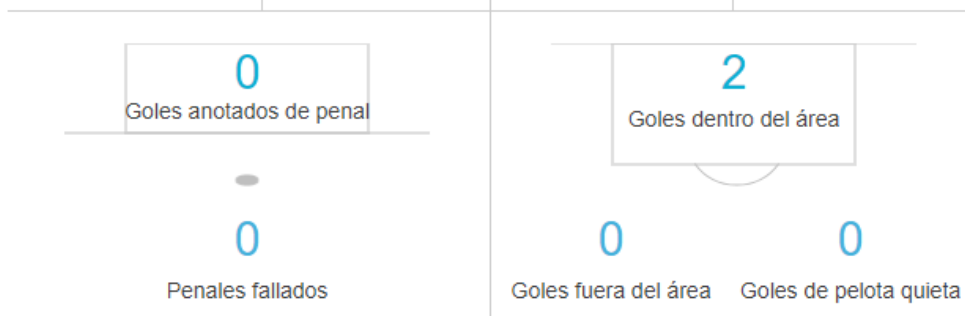 0
Goles anotados de penal
0
Penales fallados
2
Goles dentro del área
0
Goles fuera del área
0
Goles de pelota quieta